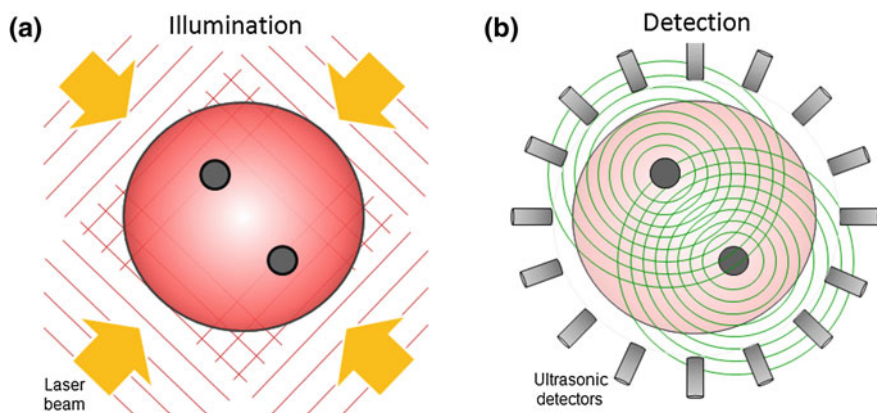 (a)
Illumination
Laser
beam
(b)
Detection
Ultrasonic
detectors